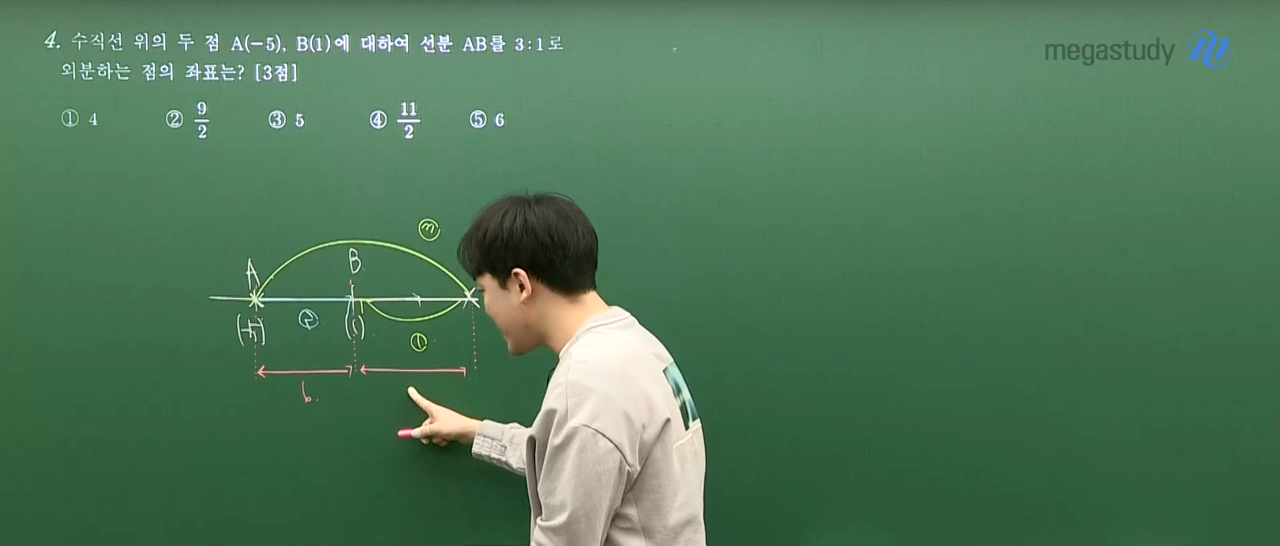 4. 수직선 위의 두 점 A(-5), B(1)에 대하여 선분 AB를 3:1로
외분하는 점의 좌표는? [3점]
① 4 ② 9/2 ③ 5 ④ 11/2 ⑤ 6
megastudy
A B
② (1) ①
6